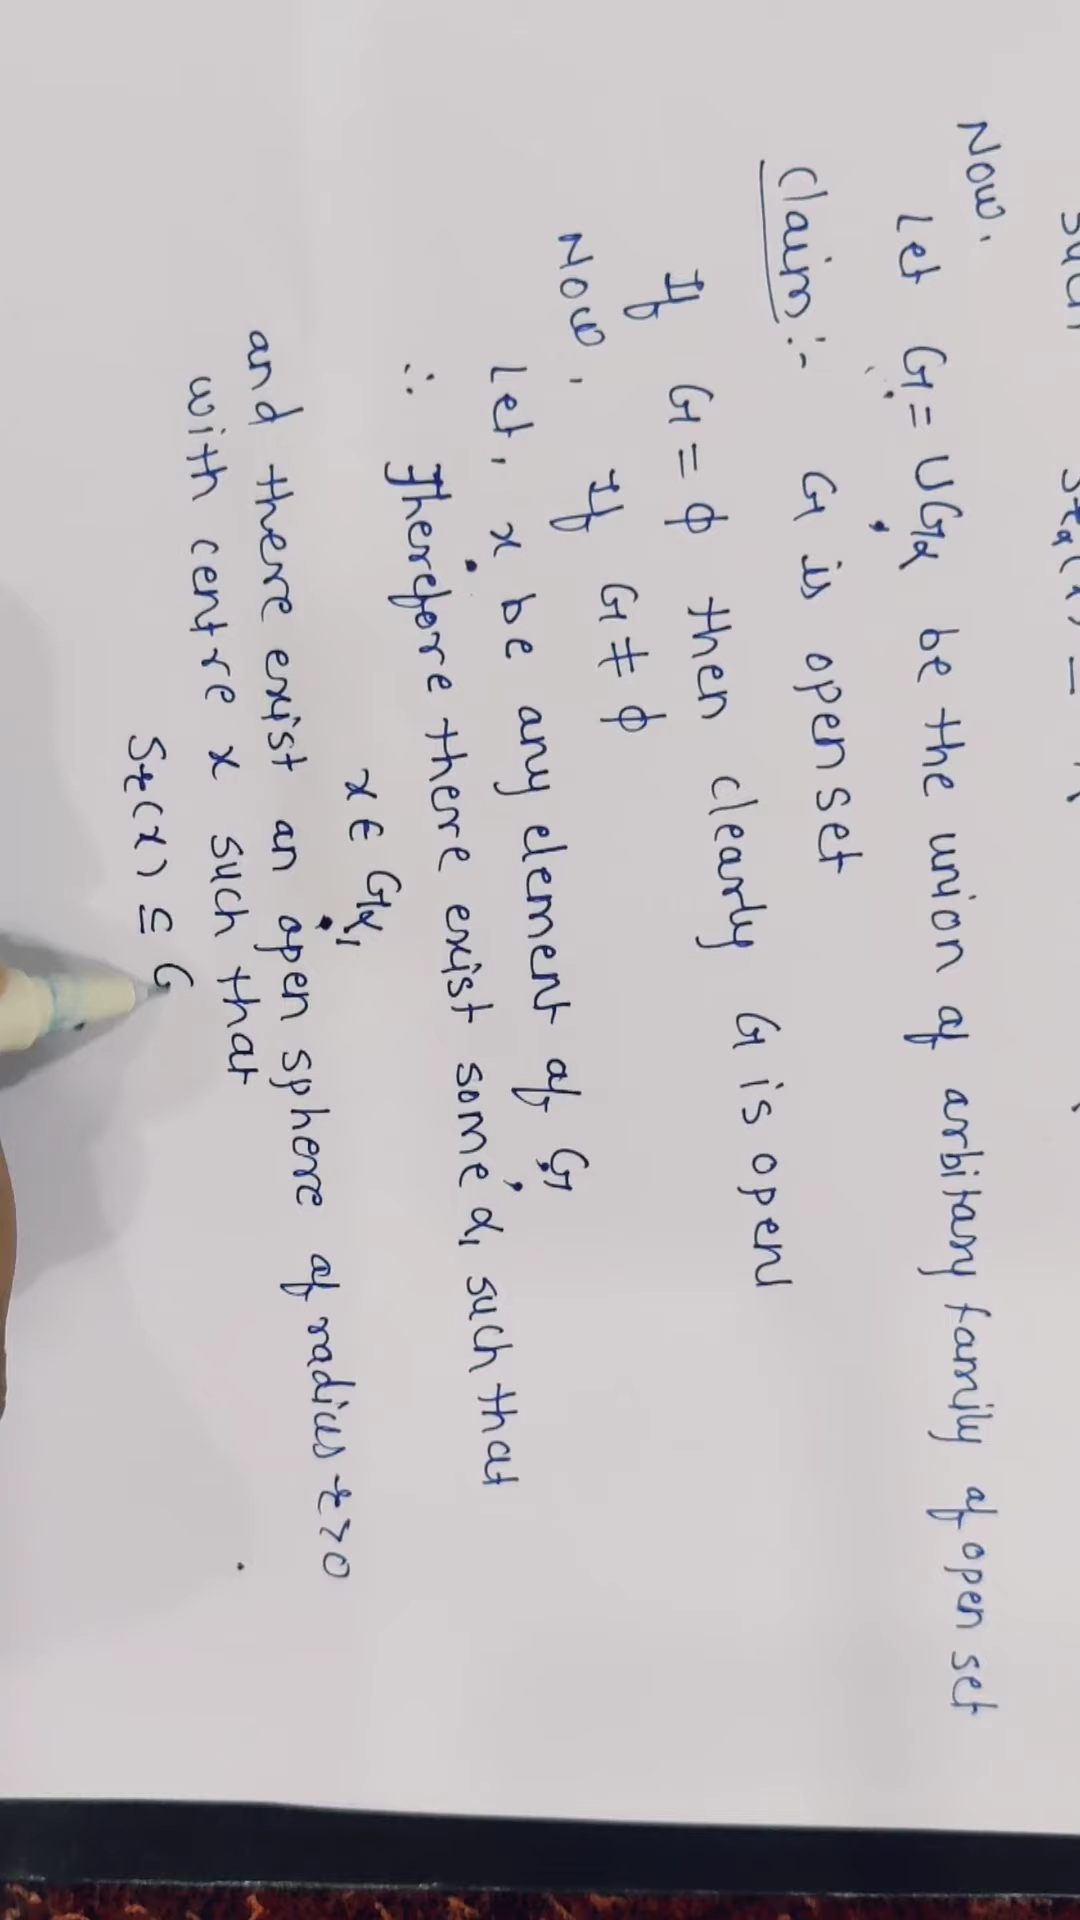 Now,
Let G = ∪Gα be the union of arbitary family of open set
claim :- G is open set
If G = φ then clearly G is open
Now, If G ≠ φ
Let, x be any element of G
∴ Therefore there exist some α₁ such that
x ∈ Gα₁
and there exist an open sphere of radius r>0
with centre x such that
Sr(x) ⊆ G